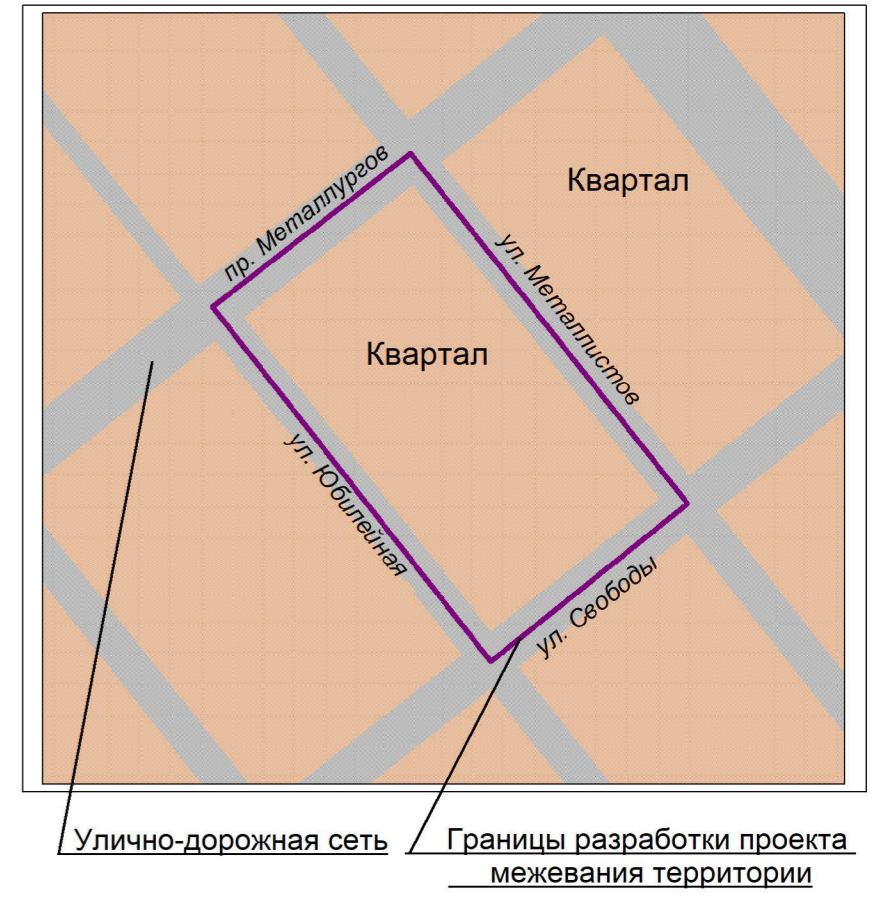 Квартал
пр. Металлургов
ул. Металлистов
Квартал
ул. Юбилейная
ул. Свободы
Улично-дорожная сеть
Границы разработки проекта
межевания территории